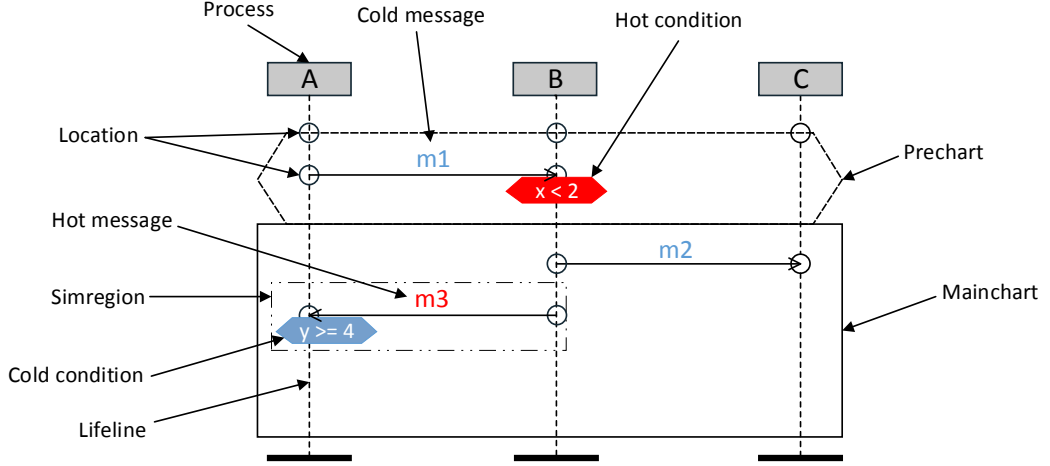 Process
Cold message
Hot condition
A
B
C
Location
m1
Prechart
x < 2
Hot message
m2
Simregion
m3
Mainchart
y >= 4
Cold condition
Lifeline